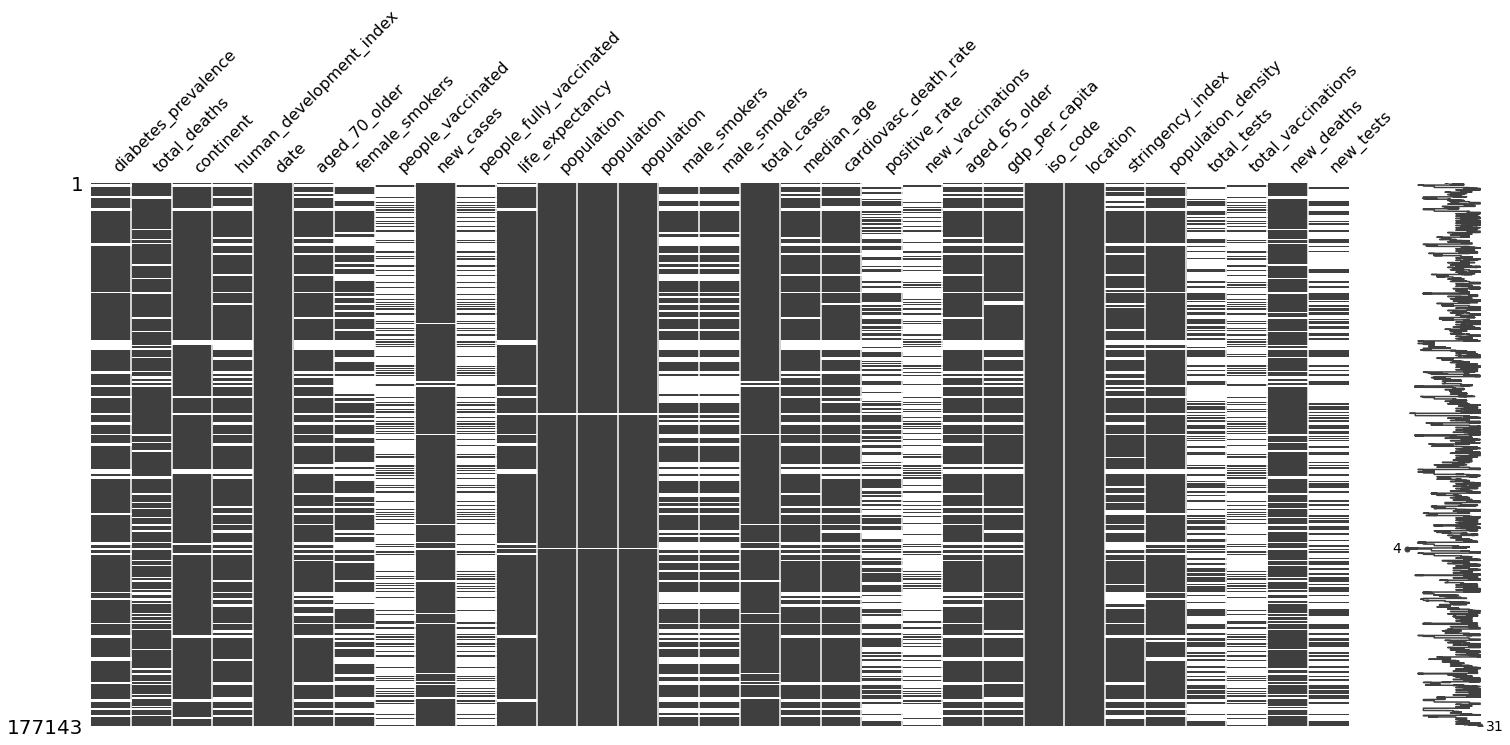 diabetes_prevalence
total_deaths
continent
human_development_index
date
aged_70_older
female_smokers
people_vaccinated
new_cases
people_fully_vaccinated
life_expectancy
population
population
population
male_smokers
male_smokers
total_cases
median_age
cardiovasc_death_rate
positive_rate
new_vaccinations
aged_65_older
gdp_per_capita
iso_code
location
stringency_index
population_density
total_tests
total_vaccinations
new_deaths
new_tests
1
4
177143
31